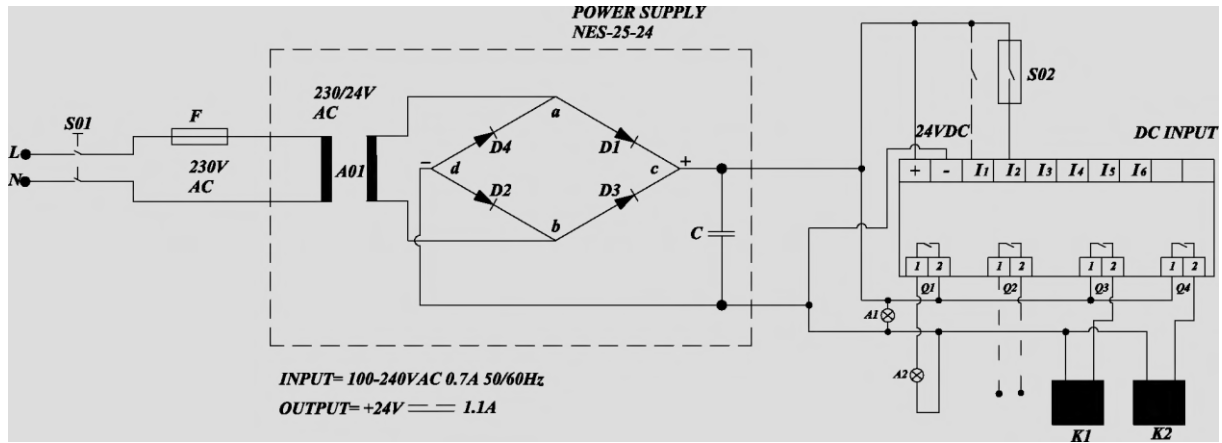 POWER SUPPLY
NES-25-24
S01
F
230/24V
AC
L
N
230V
AC
A01
a
D4
D1
−
d
c
+
D2
D3
b
C
S02
24VDC
DC INPUT
+ - I1 I2 I3 I4 I5 I6
1 2 1 2 1 2 1 2
Q1 Q2 Q3 Q4
A1
A2
INPUT= 100-240VAC 0.7A 50/60Hz
OUTPUT= +24V 1.1A
K1 K2